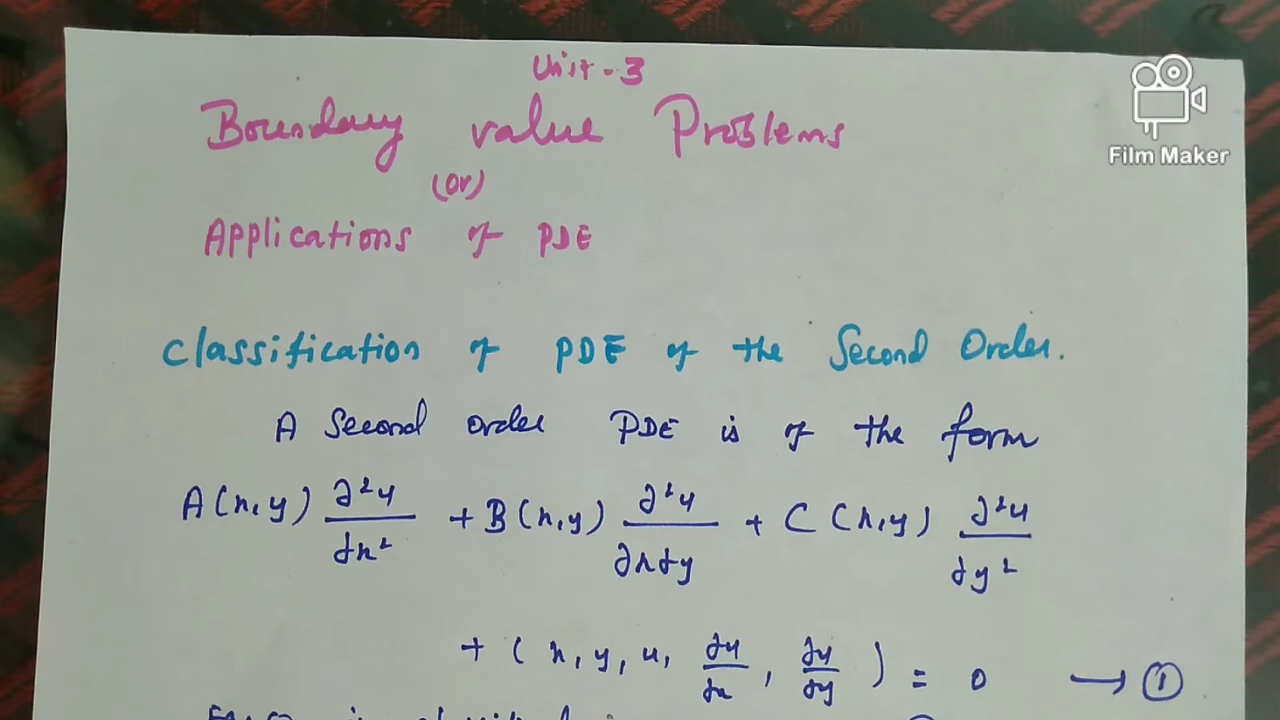 Unit - 3
Boundary value Problems
(or)
Applications of PDE
Film Maker
Classification of PDE of the Second Order.
A Second order PDE is of the form
A(x,y) ∂²u/∂x² + B(x,y) ∂²u/∂x∂y + C(x,y) ∂²u/∂y²
+ ( x, y, u, ∂u/∂x, ∂u/∂y ) = 0 → ①